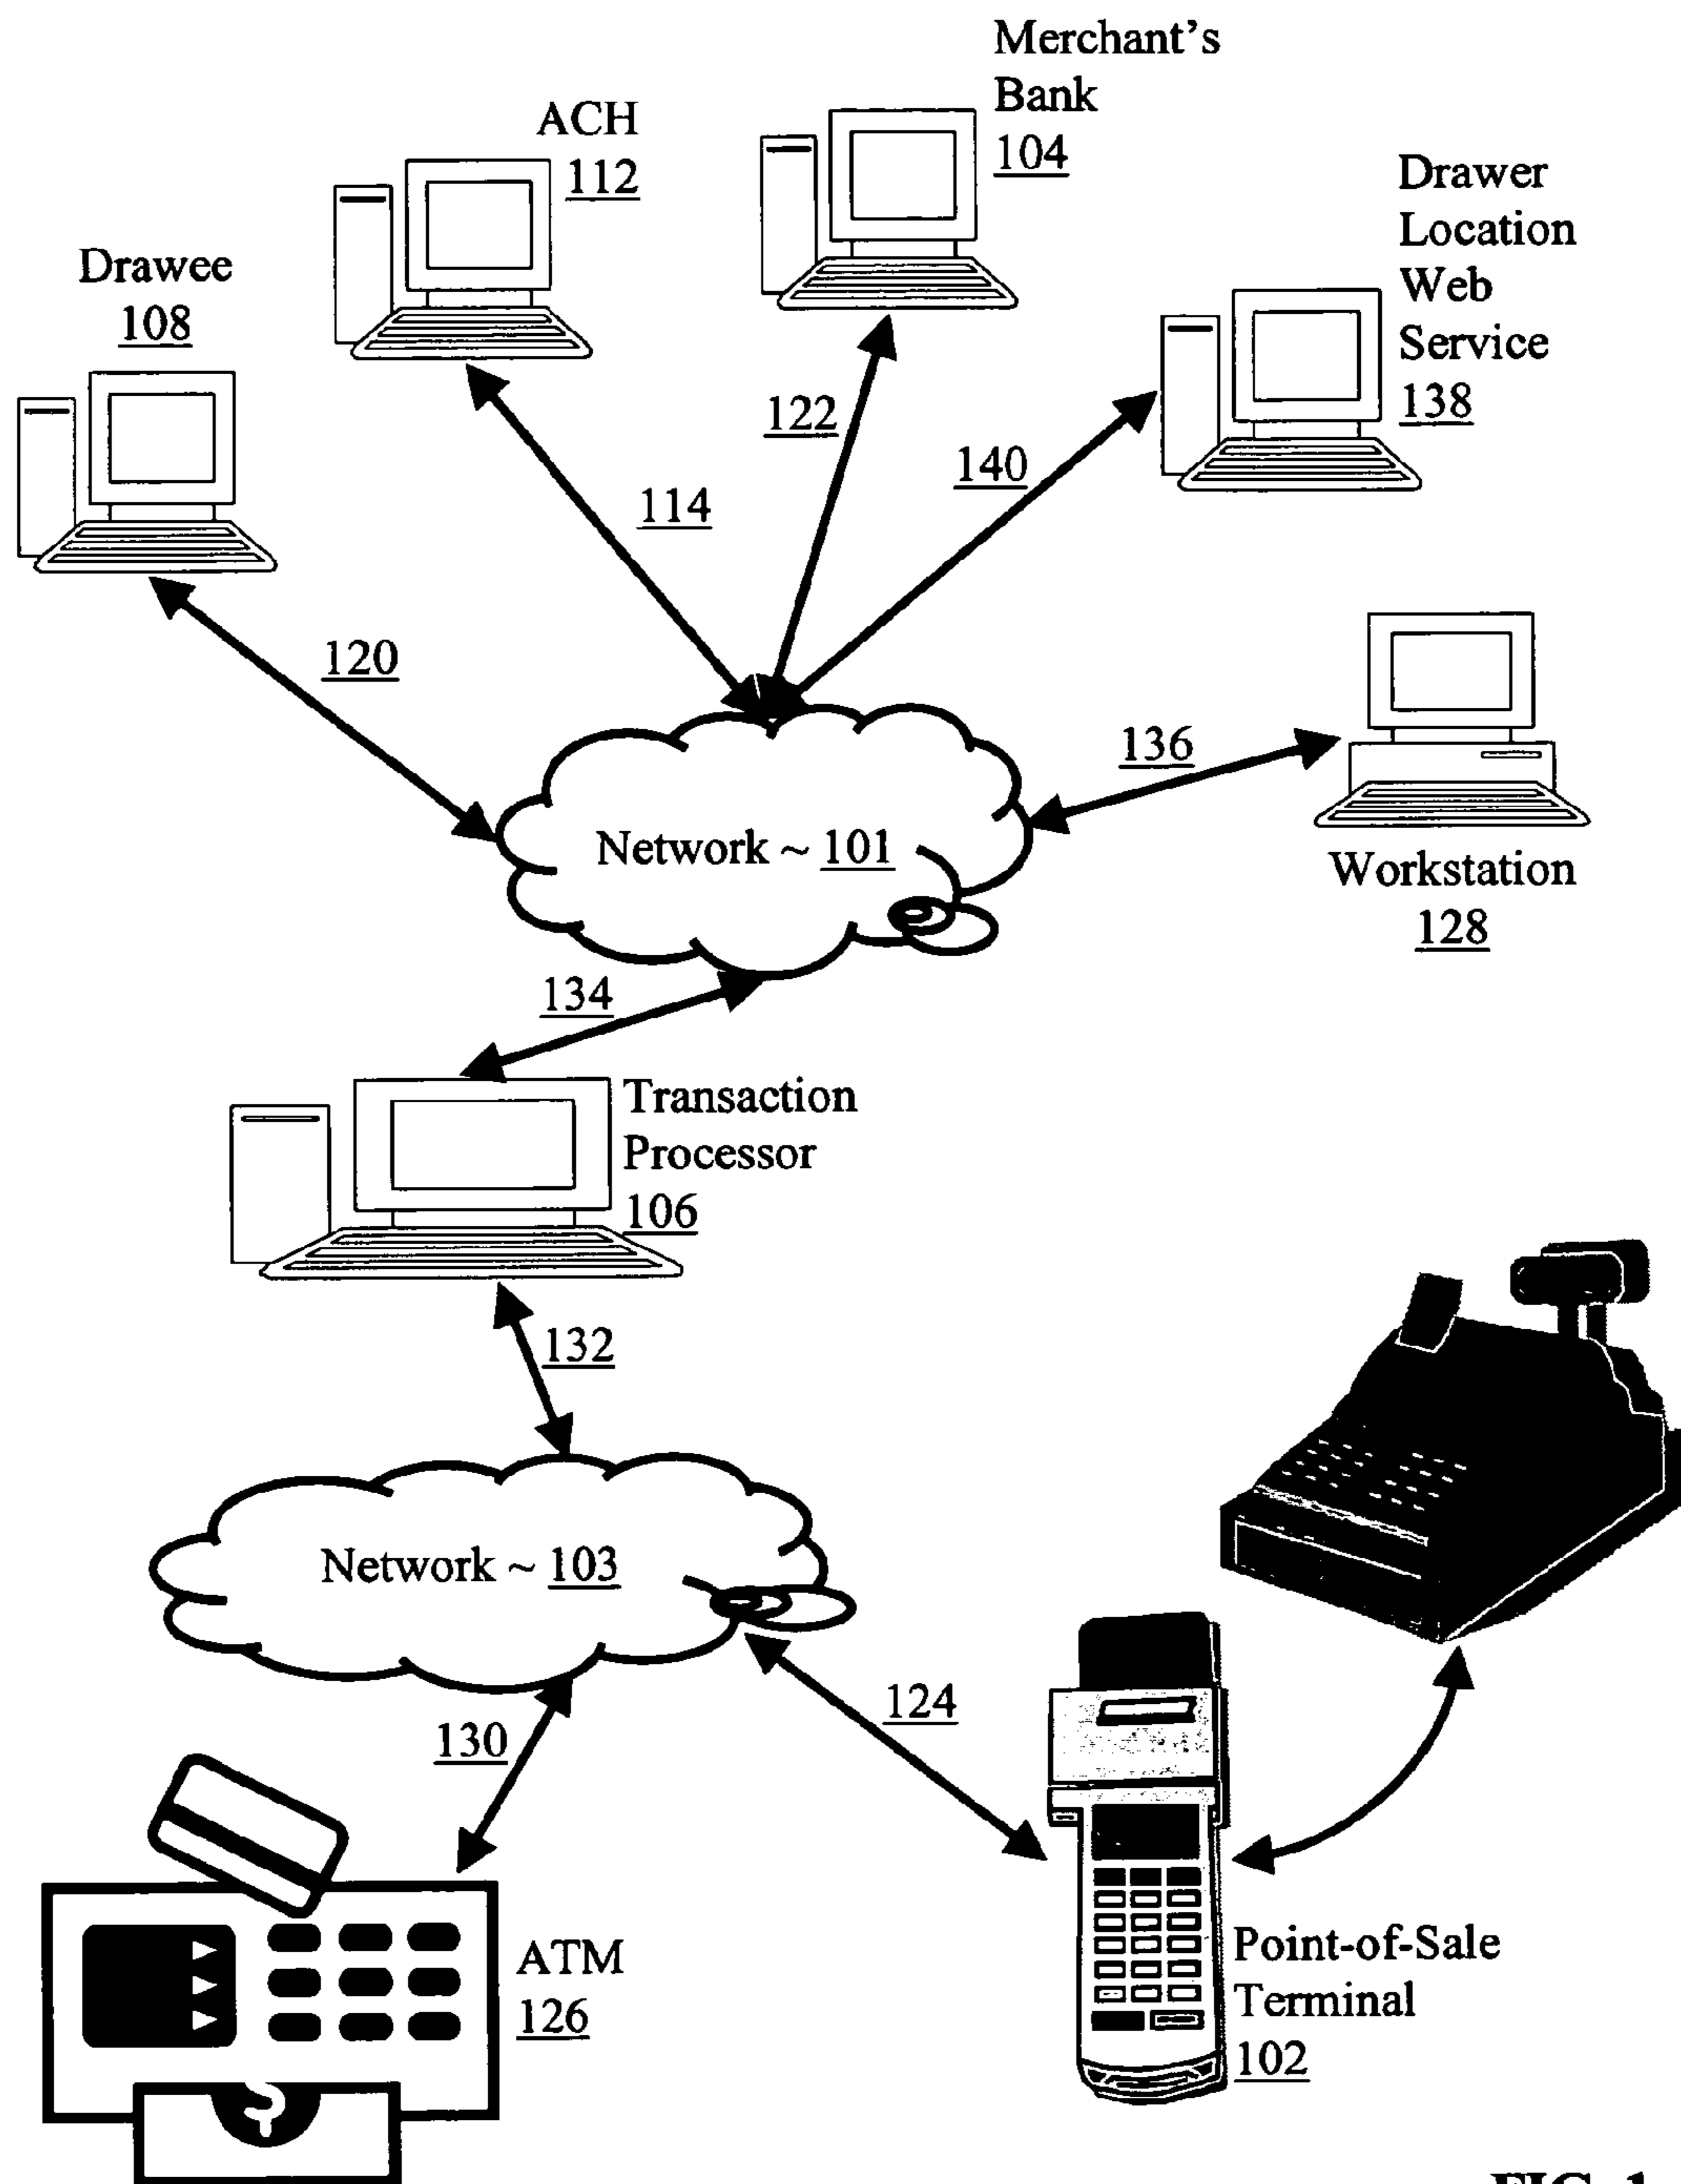 Merchant's
Bank
104
ACH
112
Drawer
Location
Web
Service
138
Drawee
108
122
140
114
120
136
Network ~ 101
Workstation
128
134
Transaction
Processor
106
132
Network ~ 103
124
130
ATM
126
Point-of-Sale
Terminal
102